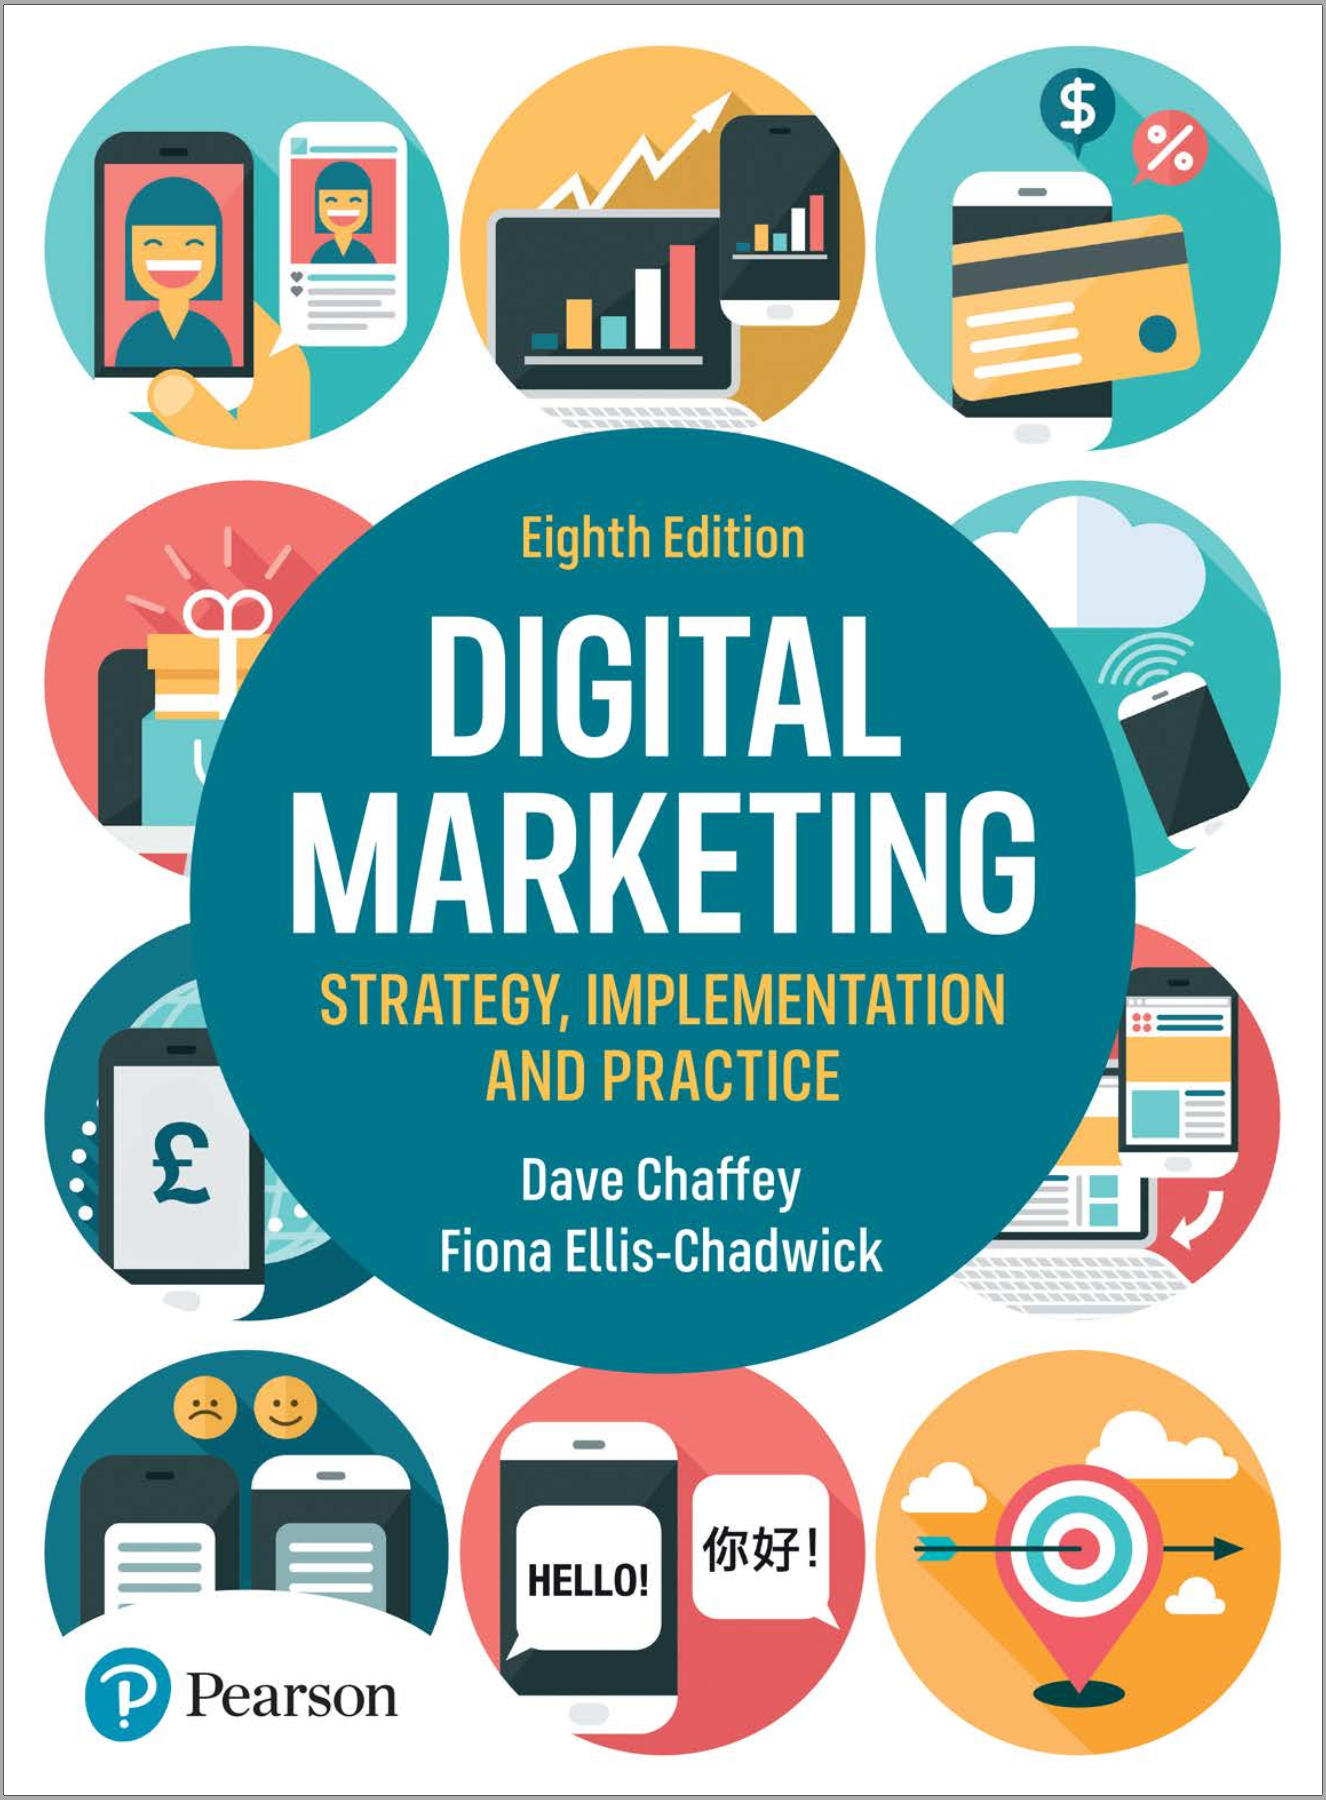 $
%
Eighth Edition
DIGITAL
MARKETING
STRATEGY, IMPLEMENTATION
AND PRACTICE
Dave Chaffey
Fiona Ellis-Chadwick
£
HELLO!
你好!
Pearson